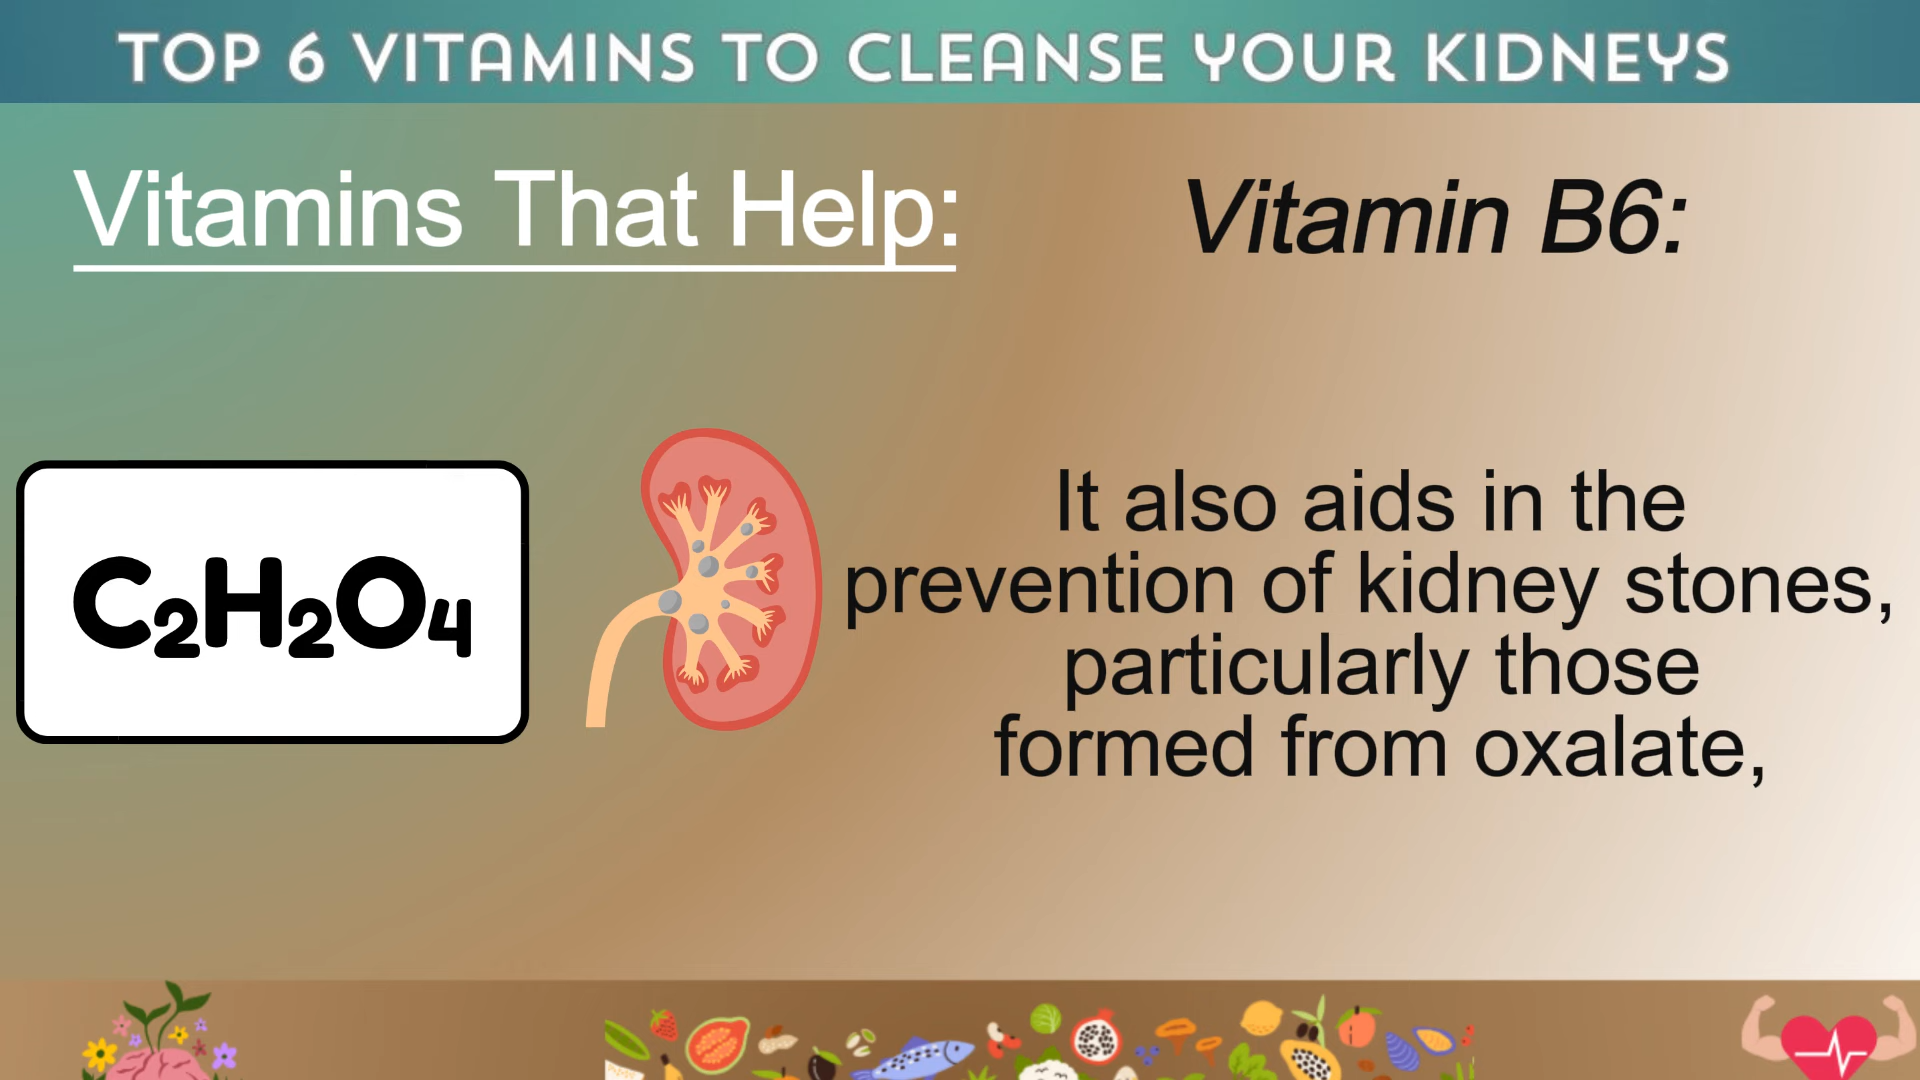 TOP 6 VITAMINS TO CLEANSE YOUR KIDNEYS
Vitamins That Help:
Vitamin B6:
C₂H₂O₄
It also aids in the
prevention of kidney stones,
particularly those
formed from oxalate,